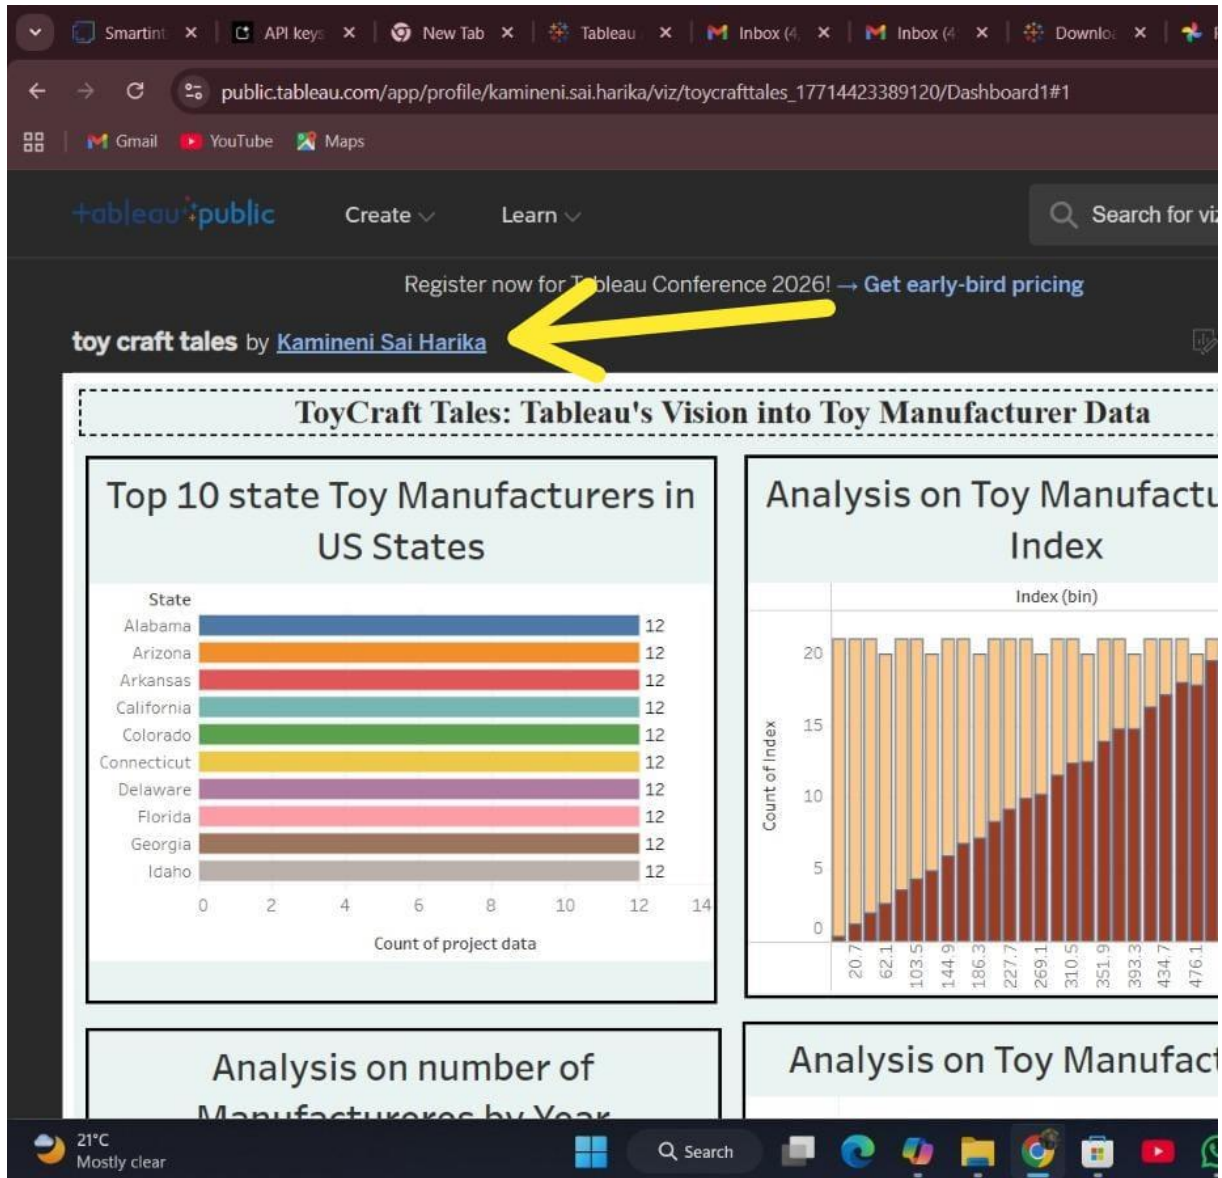 Smartint
API keys
New Tab
Tableau
Inbox (4,
Inbox (4
Downloa
public.tableau.com/app/profile/kamineni.sai.harika/viz/toycrafttales_17714423389120/Dashboard1#1
Gmail YouTube Maps
tableau public Create Learn Search for viz
Register now for Tableau Conference 2026! → Get early-bird pricing
toy craft tales by Kamineni Sai Harika
ToyCraft Tales: Tableau's Vision into Toy Manufacturer Data
Top 10 state Toy Manufacturers in
US States
State
Alabama 12
Arizona 12
Arkansas 12
California 12
Colorado 12
Connecticut 12
Delaware 12
Florida 12
Georgia 12
Idaho 12
0 2 4 6 8 10 12 14
Count of project data
Analysis on Toy Manufactu
Index
Index (bin)
Count of Index
20
15
10
5
0
20.7
62.1
103.5
144.9
186.3
227.7
269.1
310.5
351.9
393.3
434.7
476.1
Analysis on number of
Manufactureres by Year
Analysis on Toy Manufact
21°C
Mostly clear
Search